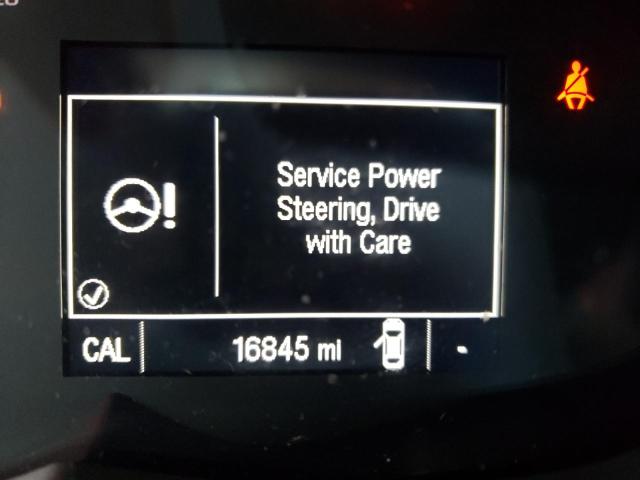 Service Power
Steering, Drive
with Care
CAL 16845 mi -